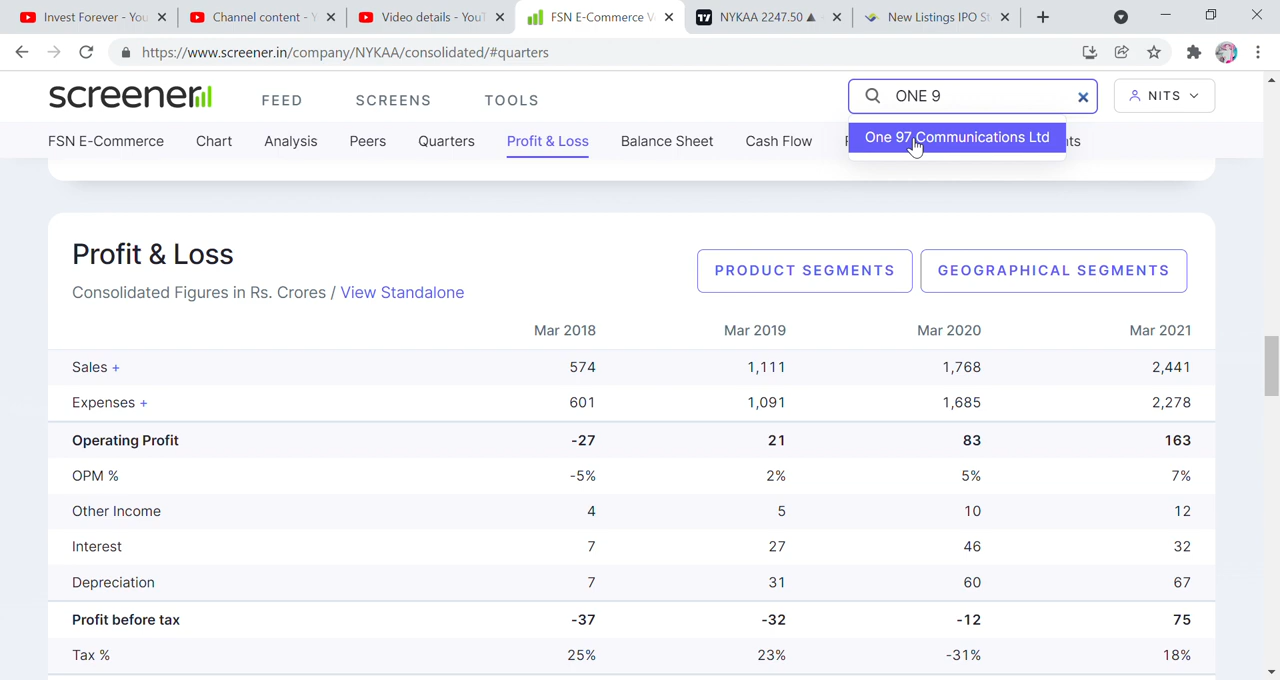 Invest Forever - You
Channel content - Y
Video details - YouT
FSN E-Commerce V
NYKAA 2247.50 ▲
New Listings IPO St
https://www.screener.in/company/NYKAA/consolidated/#quarters
screener
FEED
SCREENS
TOOLS
ONE 9
NITS
FSN E-Commerce
Chart
Analysis
Peers
Quarters
Profit & Loss
Balance Sheet
Cash Flow
One 97 Communications Ltd
Profit & Loss
PRODUCT SEGMENTS
GEOGRAPHICAL SEGMENTS
Consolidated Figures in Rs. Crores / View Standalone
Mar 2018 Mar 2019 Mar 2020 Mar 2021
Sales + 574 1,111 1,768 2,441
Expenses + 601 1,091 1,685 2,278
Operating Profit -27 21 83 163
OPM % -5% 2% 5% 7%
Other Income 4 5 10 12
Interest 7 27 46 32
Depreciation 7 31 60 67
Profit before tax -37 -32 -12 75
Tax % 25% 23% -31% 18%